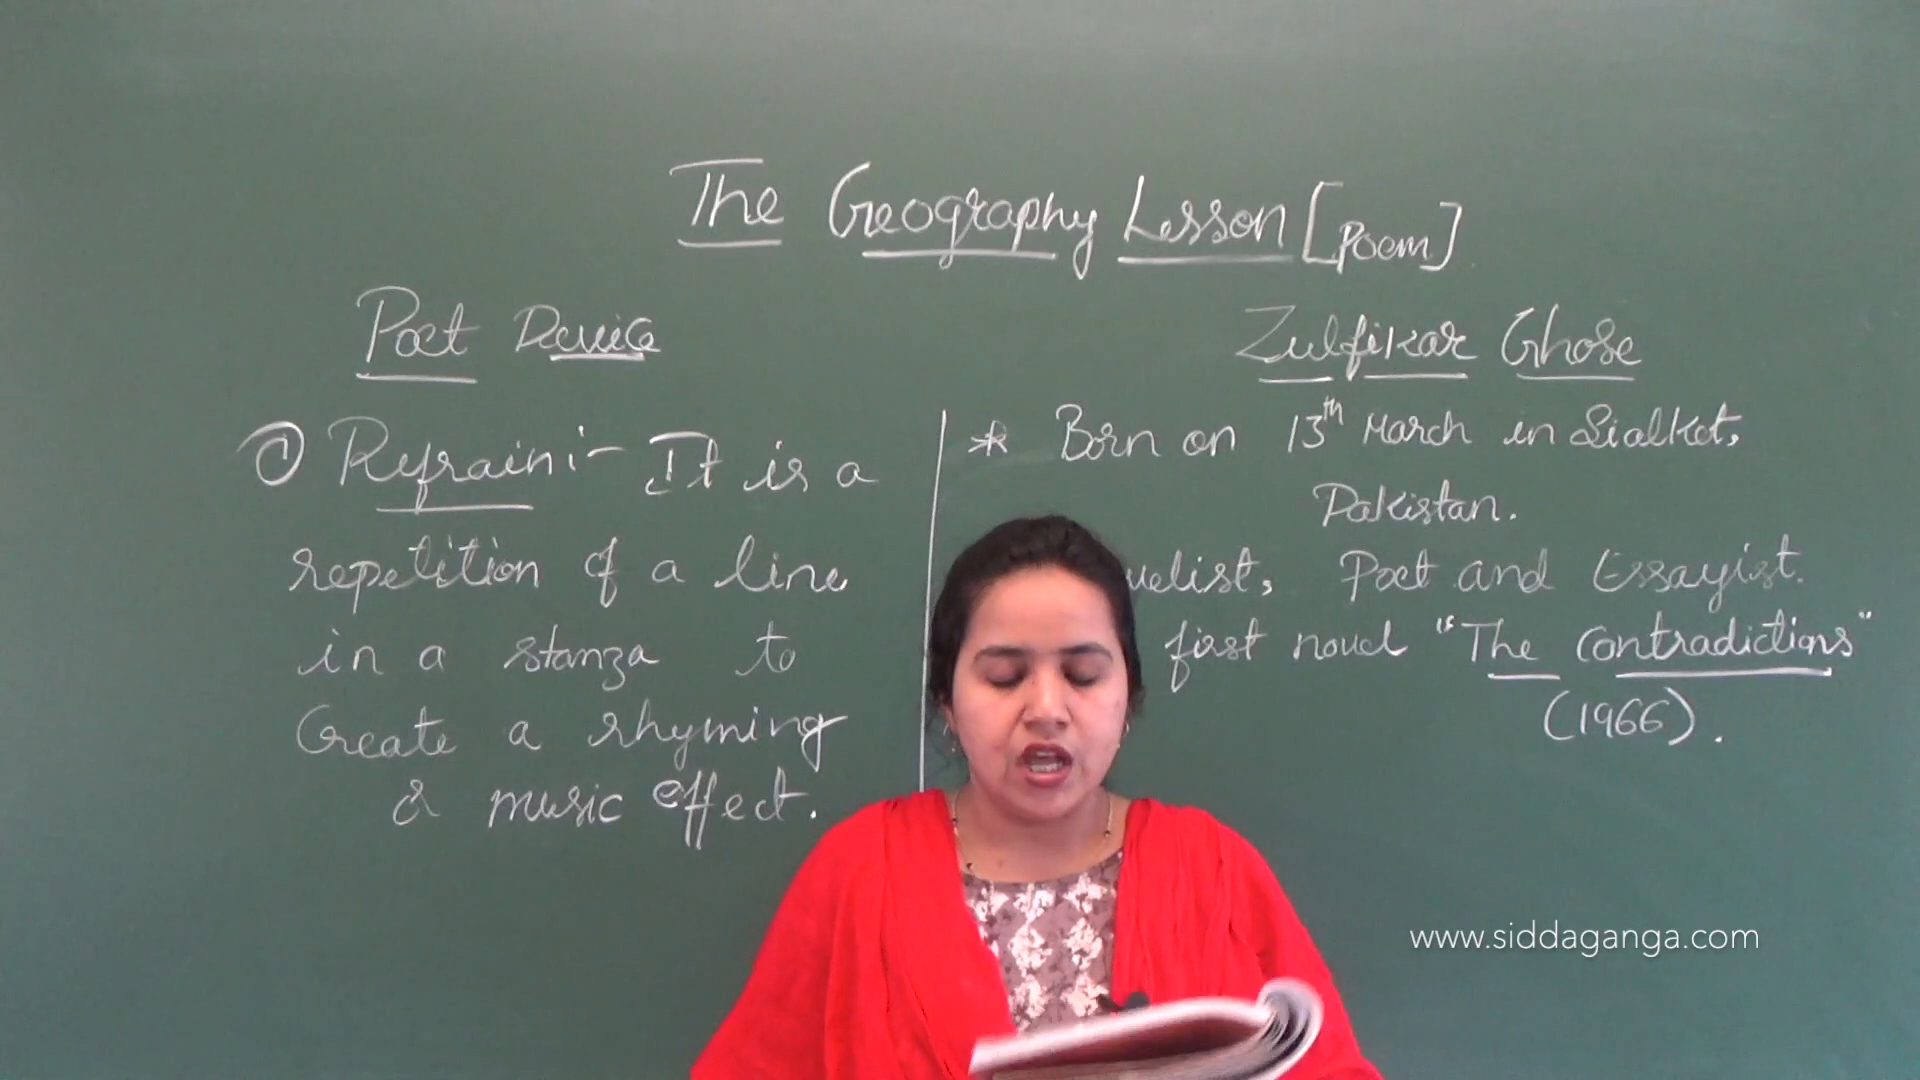 The Geography Lesson [Poem]
Poet Device
① Refrain :- It is a
repetition of a line
in a stanza to
Create a rhyming
& music effect.
Zulfikar Ghose
* Born on 13th March in Sialkot,
Pakistan.
velist, Poet and Essayist.
first novel "The Contradictions"
(1966).
www.siddaganga.com